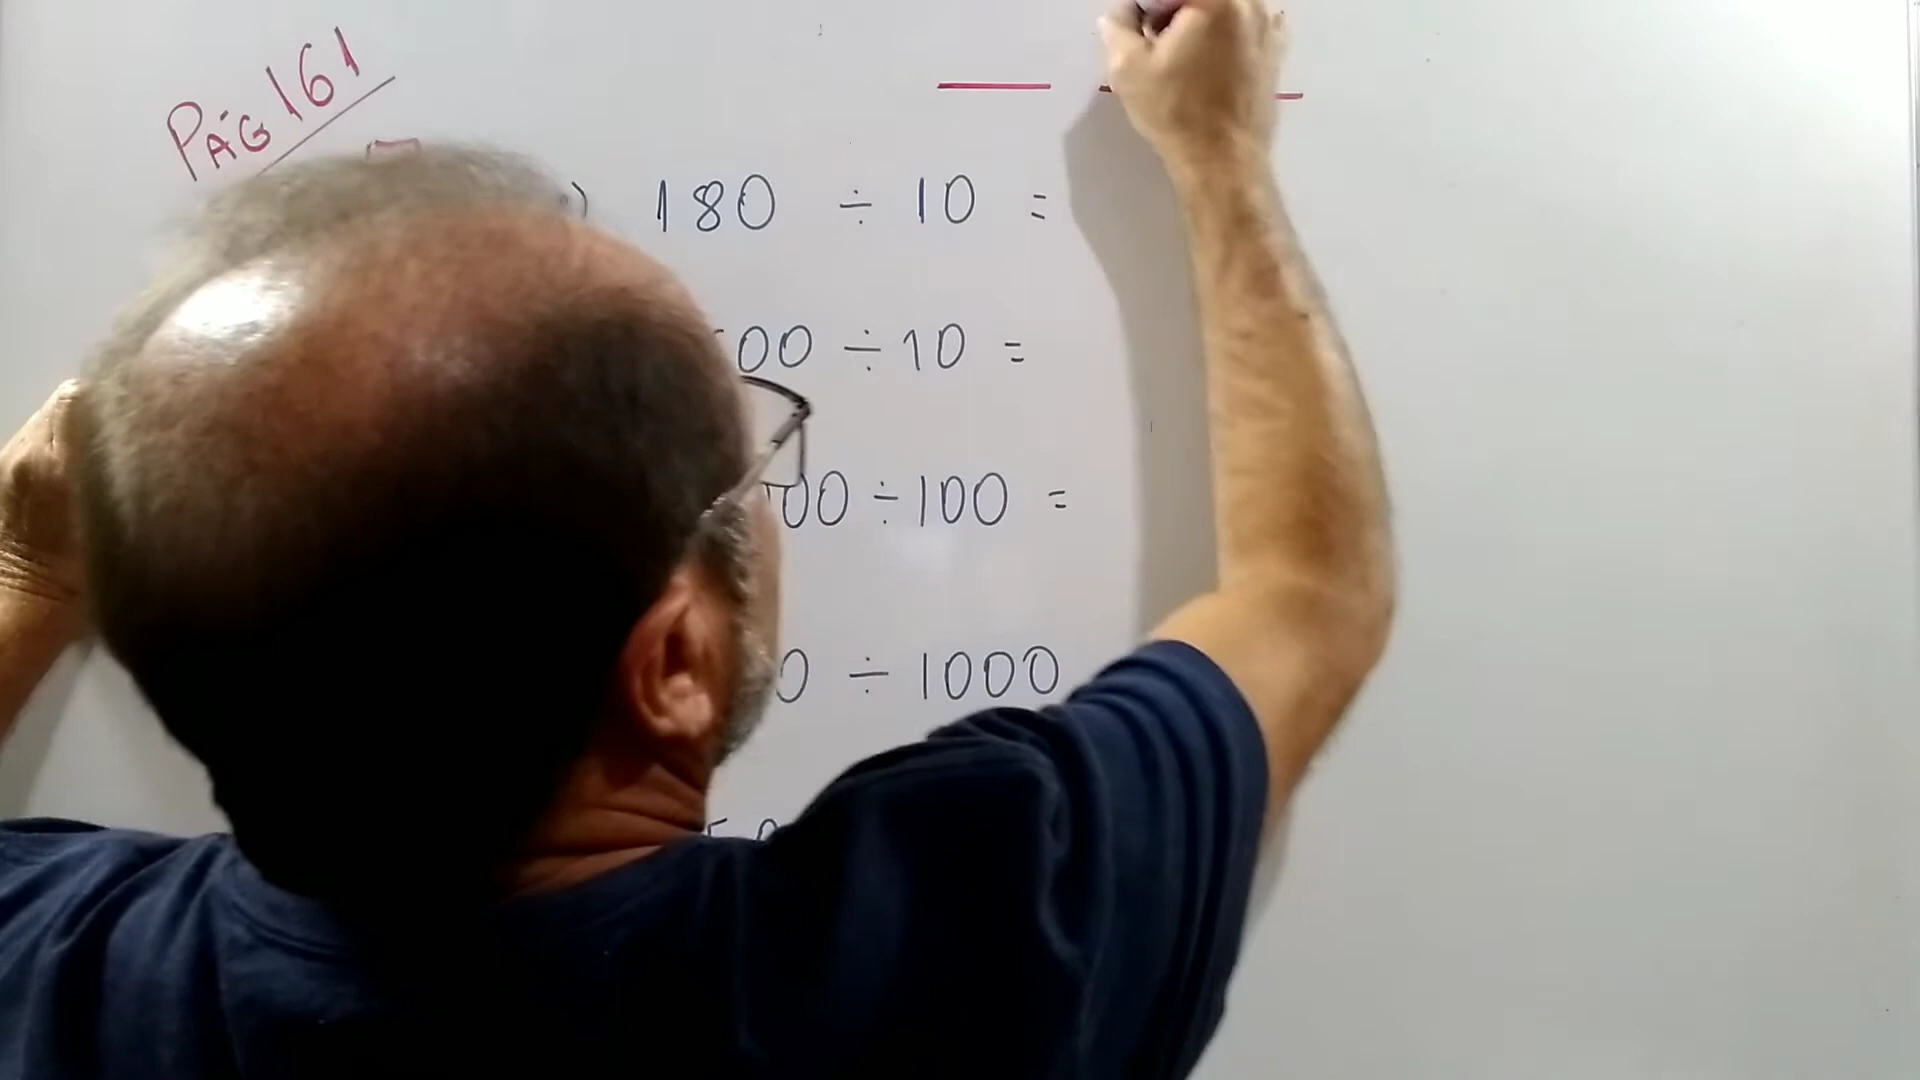 PÁG 161
) 180 ÷ 10 =
00 ÷ 10 =
00 ÷ 100 =
0 ÷ 1000